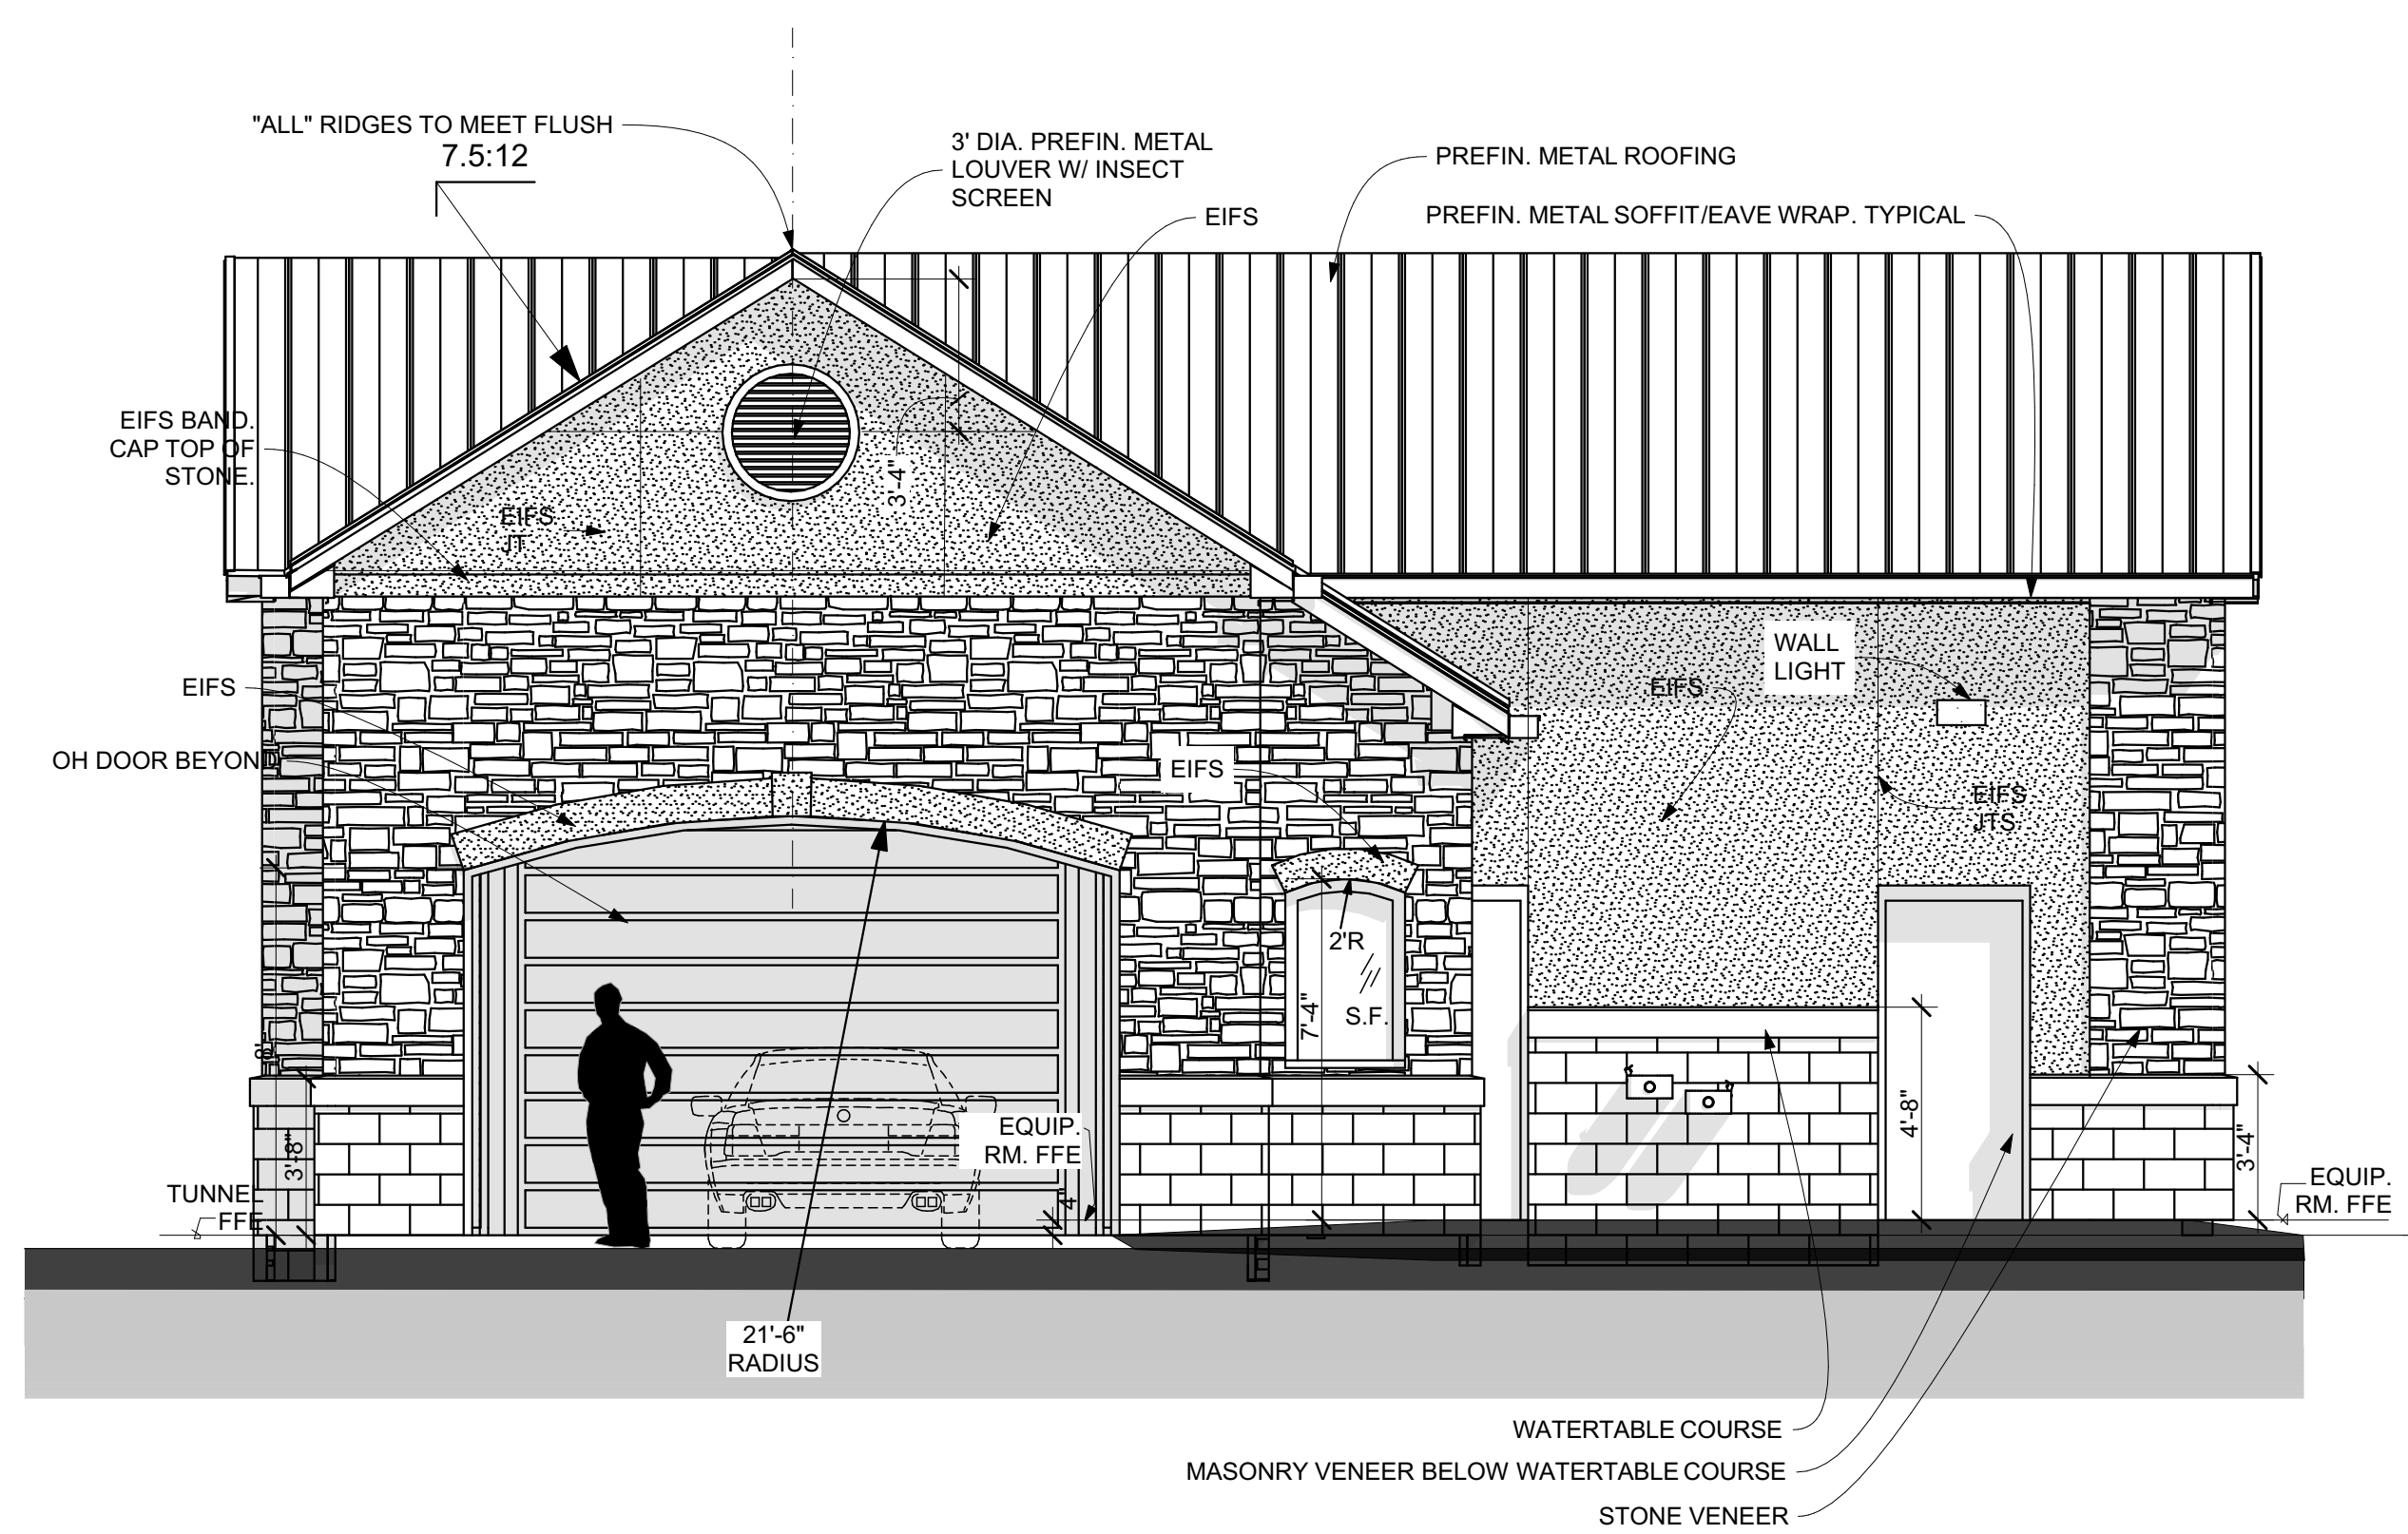 "ALL" RIDGES TO MEET FLUSH
7.5:12
3' DIA. PREFIN. METAL
LOUVER W/ INSECT
SCREEN
EIFS
PREFIN. METAL ROOFING
PREFIN. METAL SOFFIT/EAVE WRAP. TYPICAL
EIFS BAND.
CAP TOP OF
STONE.
3'-4"
EIFS
JT
WALL
LIGHT
EIFS
EIFS
OH DOOR BEYOND
EIFS
EIFS
JTS
2'R
7'-4"
S.F.
8'
3'-8"
EQUIP.
RM. FFE
4"
4'-8"
3'-4"
TUNNEL
FFE
EQUIP.
RM. FFE
21'-6"
RADIUS
WATERTABLE COURSE
MASONRY VENEER BELOW WATERTABLE COURSE
STONE VENEER